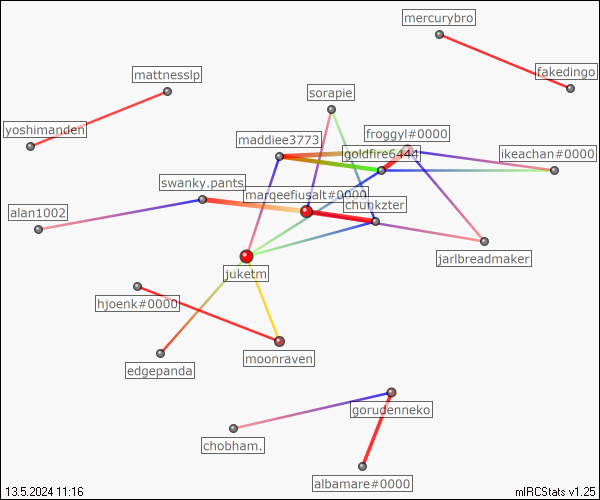 mercurybro
fakedingo
mattnesslp
yoshimanden
sorapie
froggyl#0000
maddiee3773
goldfire6444
ikeachan#0000
swanky.pants
marqeefiusalt#0000
chunkzter
alan1002
jarlbreadmaker
juketm
hjoenk#0000
moonraven
edgepanda
gorudenneko
chobham.
albamare#0000
13.5.2024 11:16
mIRCStats v1.25